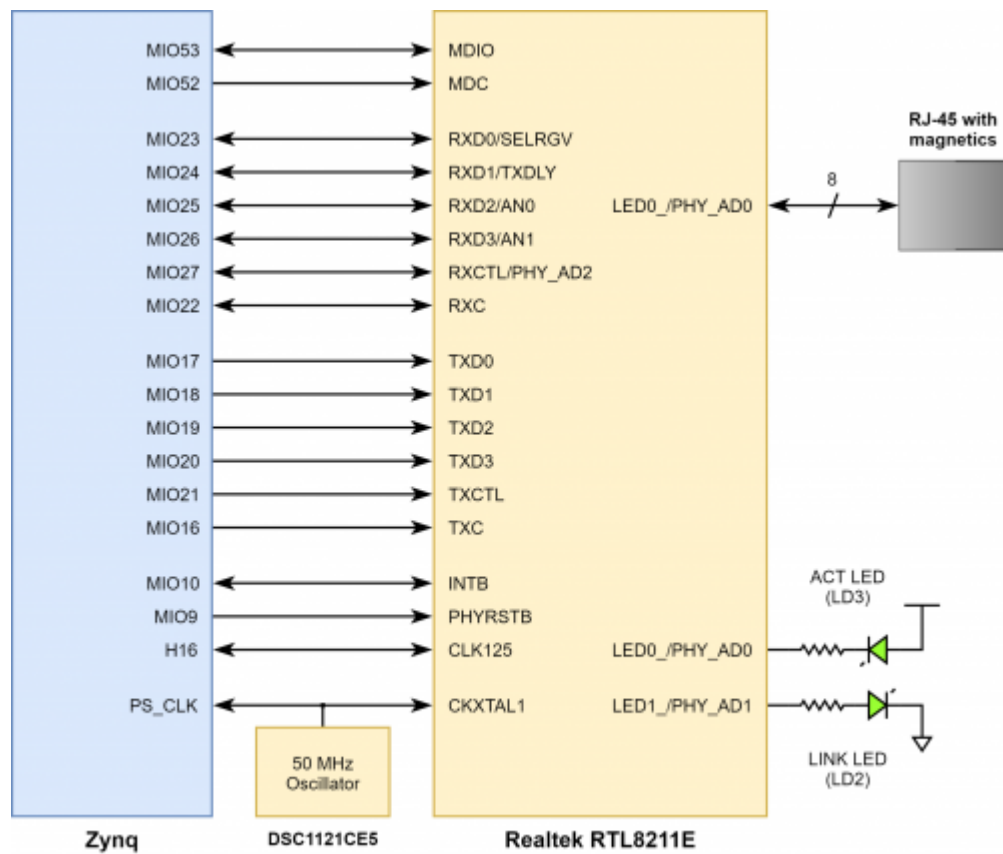 MIO53
MDIO
MIO52
MDC
MIO23
RXD0/SELRGV
MIO24
RXD1/TXDLY
MIO25
RXD2/AN0
MIO26
RXD3/AN1
MIO27
RXCTL/PHY_AD2
MIO22
RXC
MIO17
TXD0
MIO18
TXD1
MIO19
TXD2
MIO20
TXD3
MIO21
TXCTL
MIO16
TXC
MIO10
INTB
MIO9
PHYRSTB
H16
CLK125
PS_CLK
CKXTAL1
50 MHz
Oscillator
Zynq
DSC1121CE5
Realtek RTL8211E
RJ-45 with
magnetics
8
LED0_/PHY_AD0
ACT LED
(LD3)
LED0_/PHY_AD0
LED1_/PHY_AD1
LINK LED
(LD2)